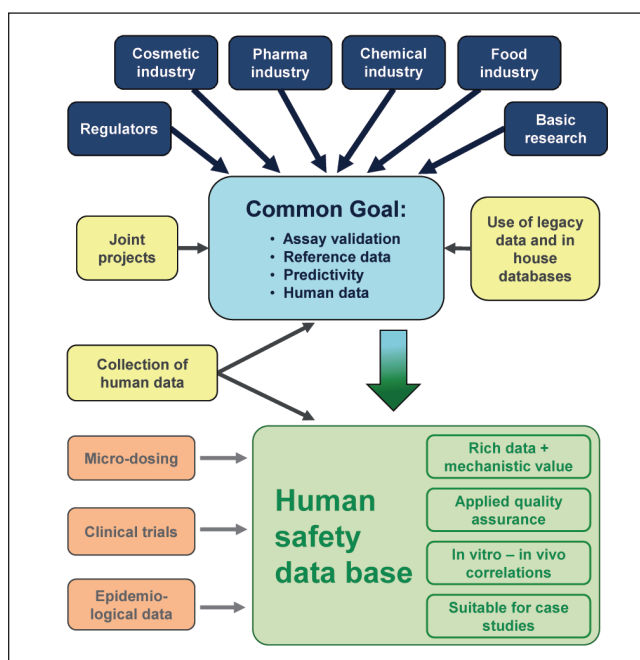 Cosmetic
industry
Pharma
industry
Chemical
industry
Food
industry
Regulators
Basic
research
Common Goal:
• Assay validation
• Reference data
• Predictivity
• Human data
Joint
projects
Use of legacy
data and in
house
databases
Collection of
human data
Micro-dosing
Clinical trials
Epidemio-
logical data
Human
safety
data base
Rich data +
mechanistic value
Applied quality
assurance
In vitro – in vivo
correlations
Suitable for case
studies